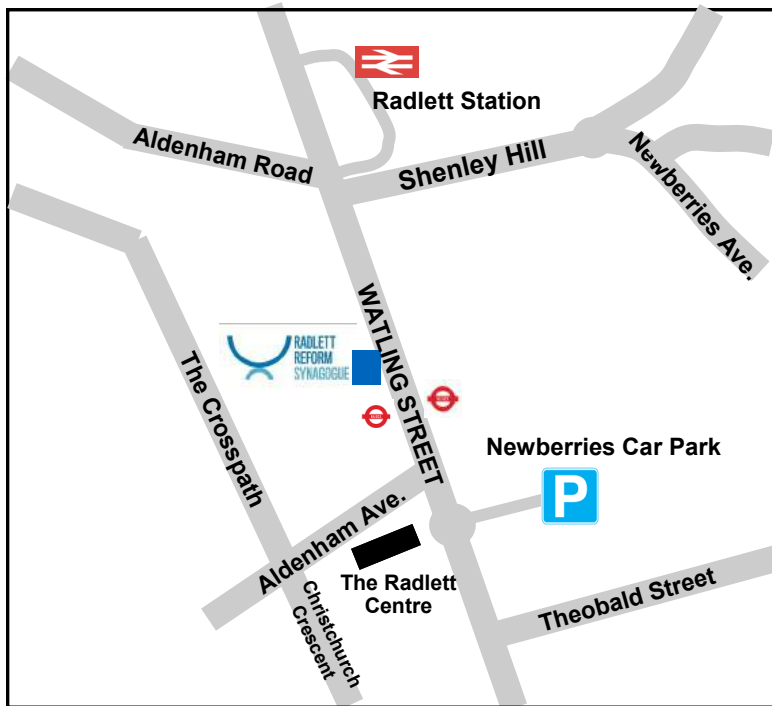 Radlett Station
Aldenham Road
Shenley Hill
Newberries Ave.
WATLING STREET
RADLETT
REFORM
SYNAGOGUE
The Crosspath
Newberries Car Park
P
Aldenham Ave.
The Radlett
Centre
Theobald Street
Christchurch
Crescent